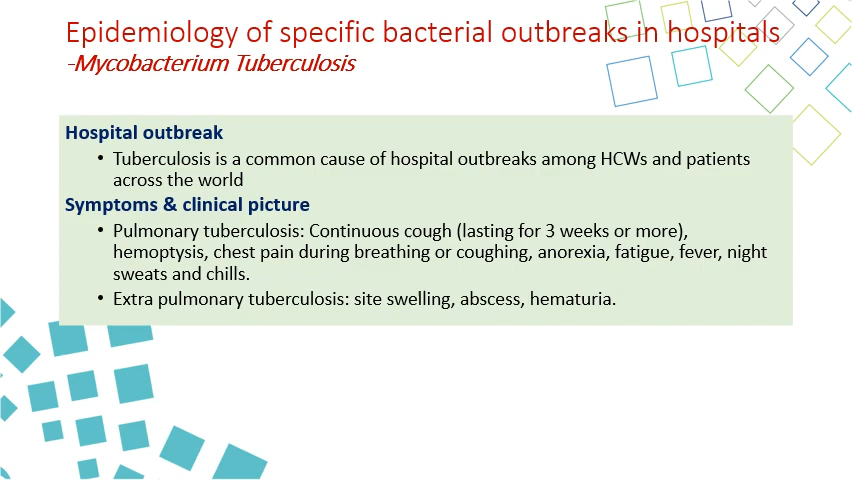 Epidemiology of specific bacterial outbreaks in hospitals
-Mycobacterium Tuberculosis
Hospital outbreak
• Tuberculosis is a common cause of hospital outbreaks among HCWs and patients
across the world
Symptoms & clinical picture
• Pulmonary tuberculosis: Continuous cough (lasting for 3 weeks or more),
hemoptysis, chest pain during breathing or coughing, anorexia, fatigue, fever, night
sweats and chills.
• Extra pulmonary tuberculosis: site swelling, abscess, hematuria.